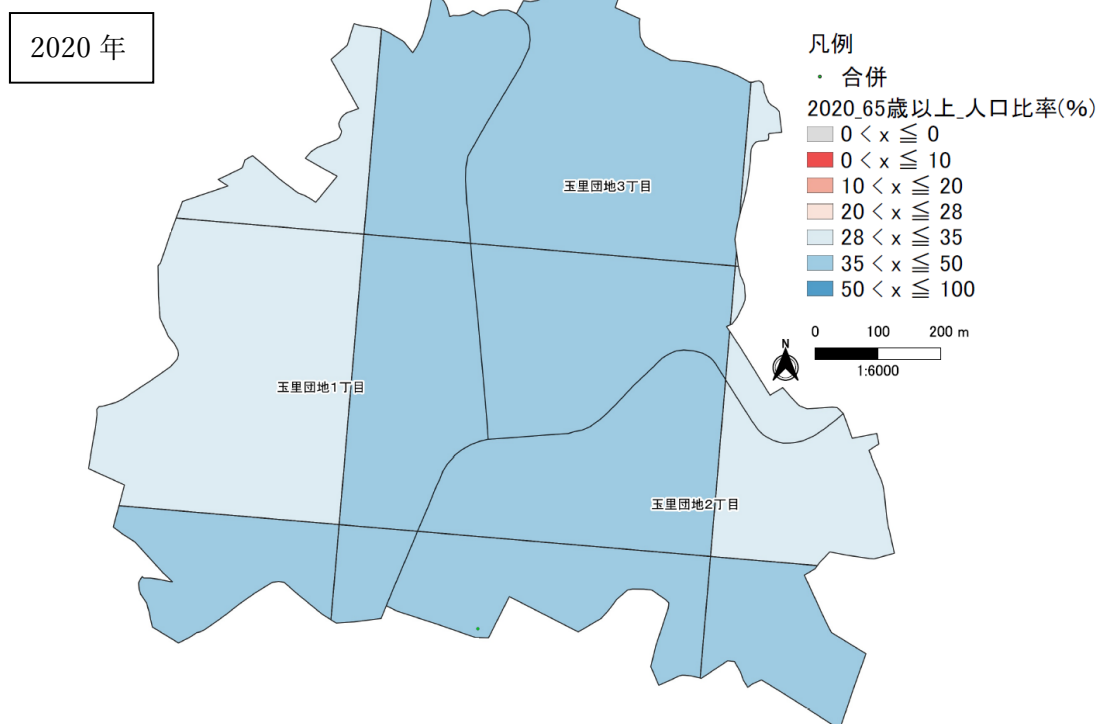 2020 年
凡例
合併
2020_65歳以上_人口比率(%)
0 < x ≦ 0
0 < x ≦ 10
10 < x ≦ 20
20 < x ≦ 28
28 < x ≦ 35
35 < x ≦ 50
50 < x ≦ 100
0 100 200 m
N
1:6000
玉里団地3丁目
玉里団地1丁目
玉里団地2丁目